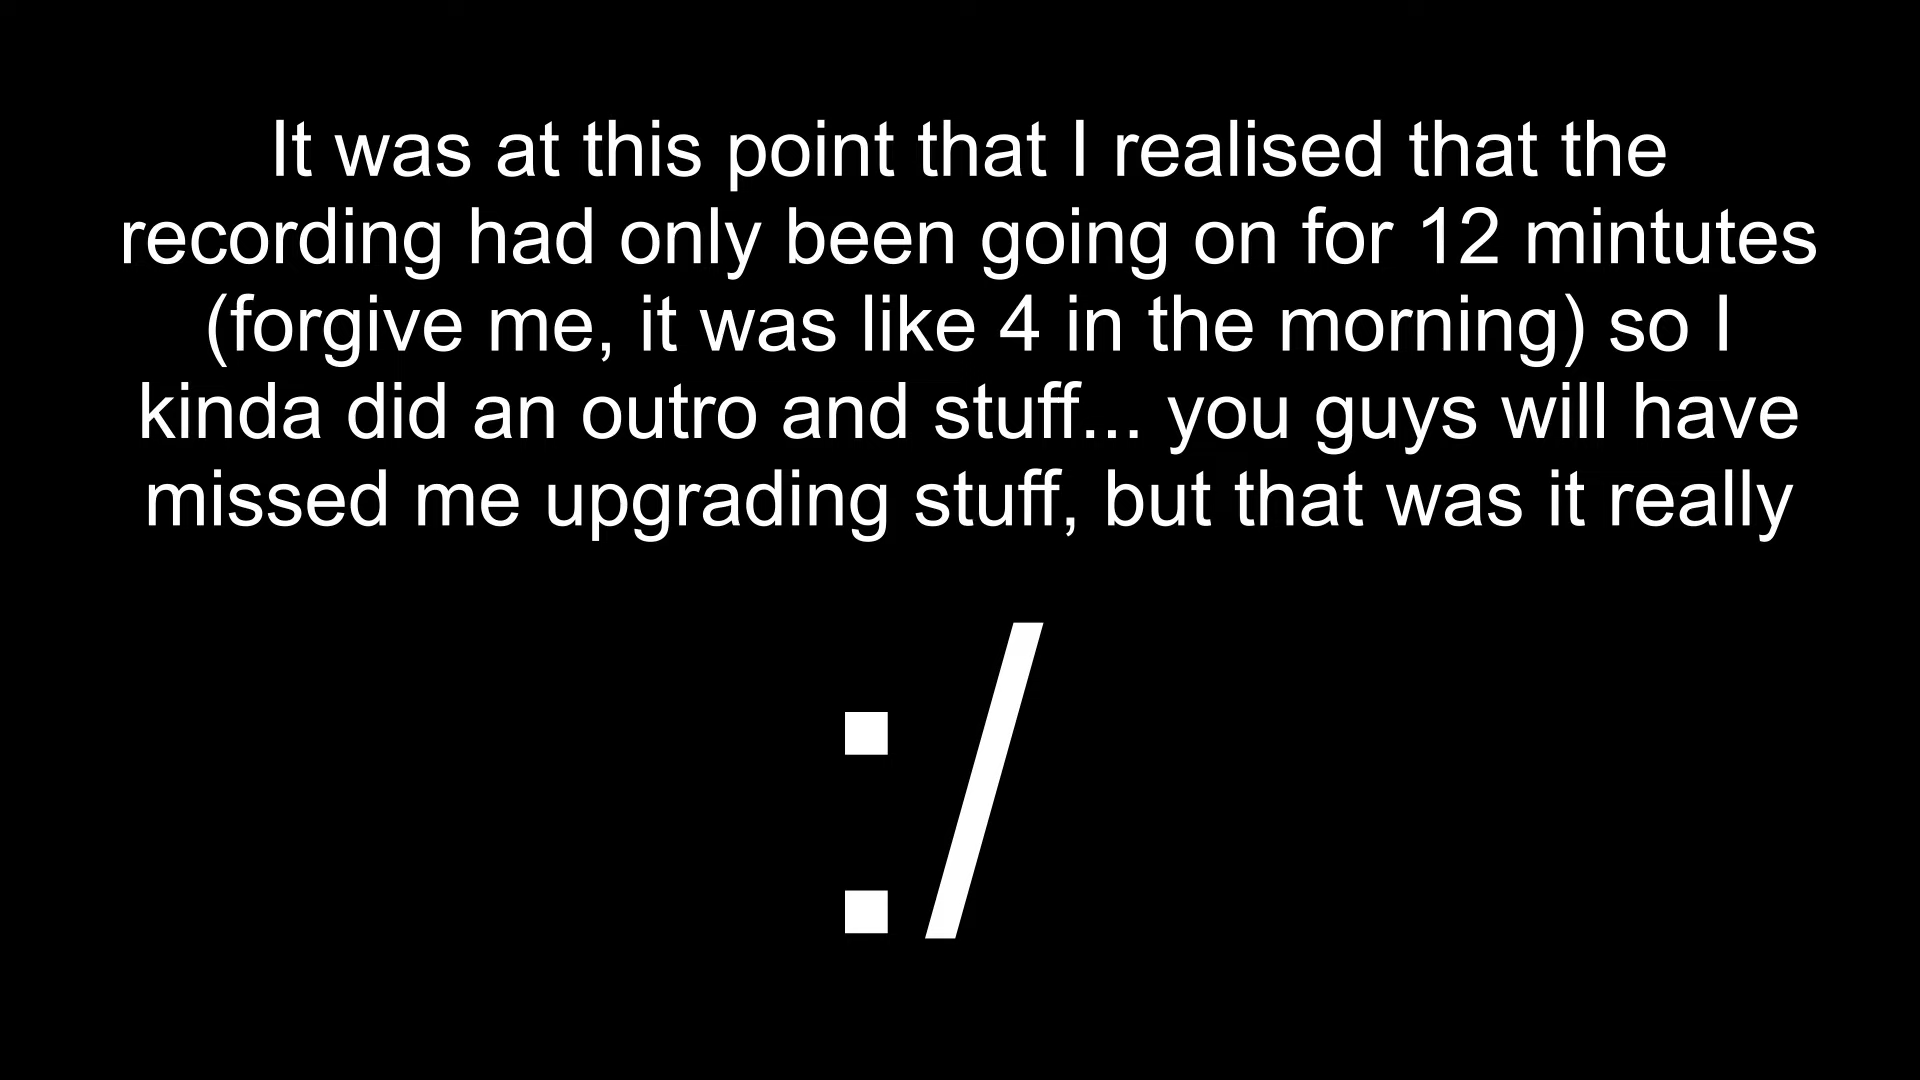 It was at this point that I realised that the
recording had only been going on for 12 mintutes
(forgive me, it was like 4 in the morning) so I
kinda did an outro and stuff... you guys will have
missed me upgrading stuff, but that was it really
:/